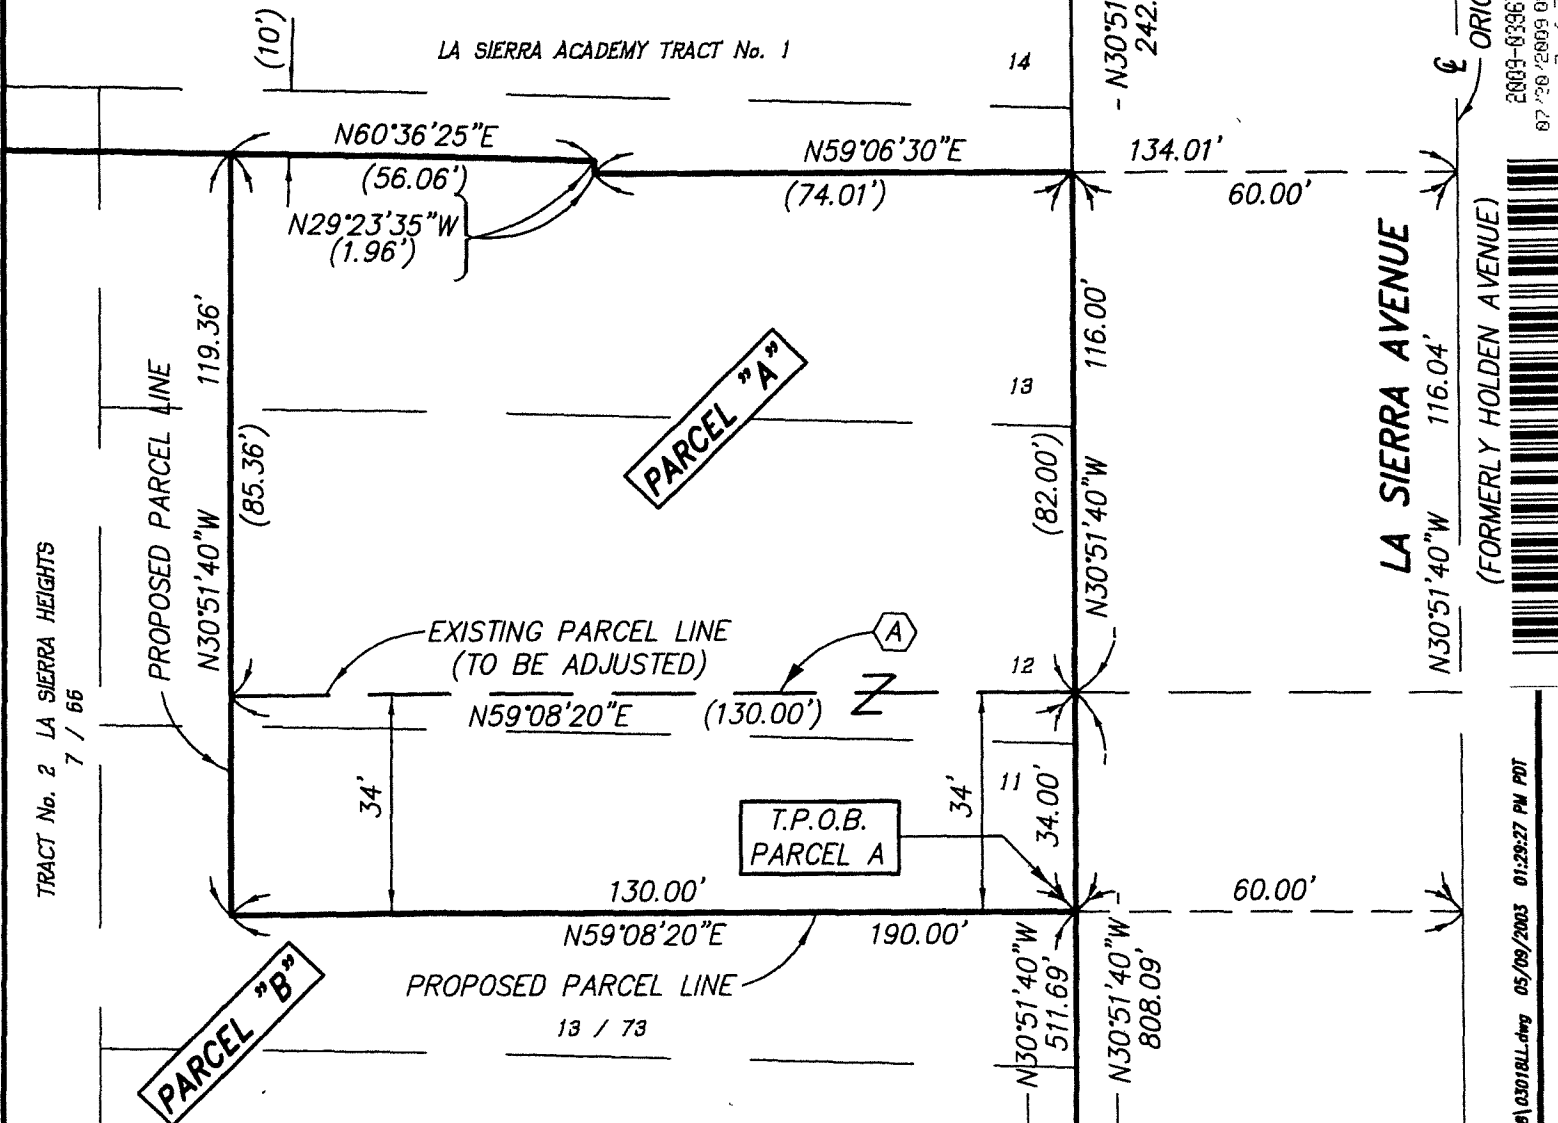 (10')
LA SIERRA ACADEMY TRACT No. 1
14
N30°51
242.
℄
ORIG
07/20/2009
N60°36'25"E
(56.06')
N29°23'35"W
(1.96')
N59°06'30"E
(74.01')
134.01'
60.00'
119.36'
(85.36')
N30°51'40"W
PROPOSED PARCEL LINE
PARCEL "A"
13
116.00'
(82.00')
N30°51'40"W
LA SIERRA AVENUE
N30°51'40"W 116.04'
(FORMERLY HOLDEN AVENUE)
TRACT No. 2 LA SIERRA HEIGHTS
7 / 66
EXISTING PARCEL LINE
(TO BE ADJUSTED)
A
12
N59°08'20"E
(130.00')
Z
34'
34'
11
34.00'
T.P.O.B.
PARCEL A
130.00'
N59°08'20"E
190.00'
60.00'
PROPOSED PARCEL LINE
13 / 73
PARCEL "B"
N30°51'40"W
511.69'
N30°51'40"W
808.09'
\03018LL.dwg 05/09/2003 01:29:27 PM PDT